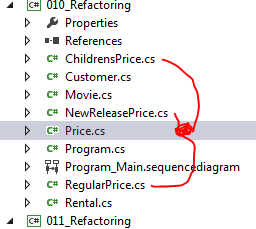 010_Refactoring
Properties
References
C# ChildrensPrice.cs
C# Customer.cs
C# Movie.cs
C# NewReleasePrice.cs
C# Price.cs
C# Program.cs
Program_Main.sequencediagram
C# RegularPrice.cs
C# Rental.cs
C# 011_Refactoring